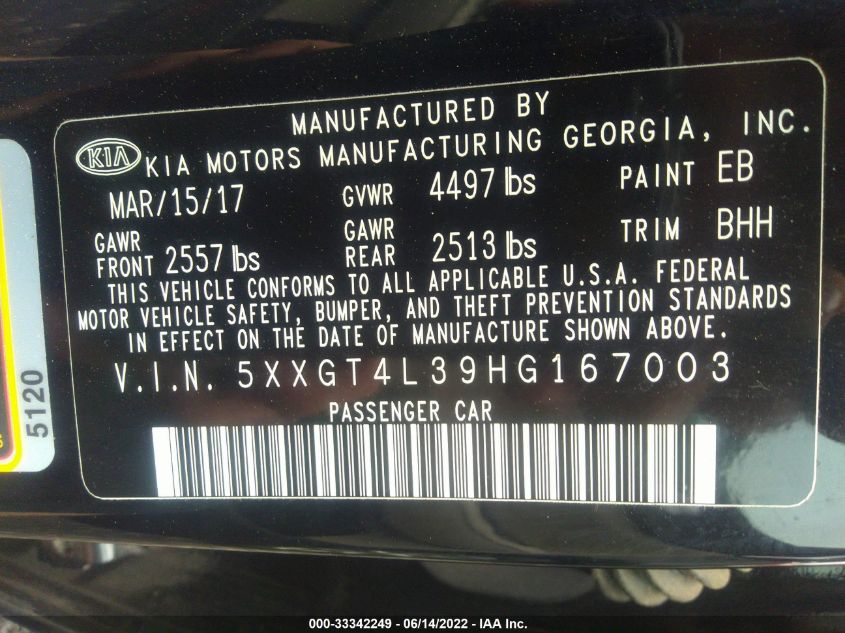 MANUFACTURED BY
KIA KIA MOTORS MANUFACTURING GEORGIA, INC.
MAR/15/17 GVWR 4497 lbs PAINT EB
GAWR FRONT 2557 lbs GAWR REAR 2513 lbs TRIM BHH
THIS VEHICLE CONFORMS TO ALL APPLICABLE U.S.A. FEDERAL
MOTOR VEHICLE SAFETY, BUMPER, AND THEFT PREVENTION STANDARDS
IN EFFECT ON THE DATE OF MANUFACTURE SHOWN ABOVE.
V.I.N. 5XXGT4L39HG167003
PASSENGER CAR
5120
000-33342249 - 06/14/2022 - IAA Inc.